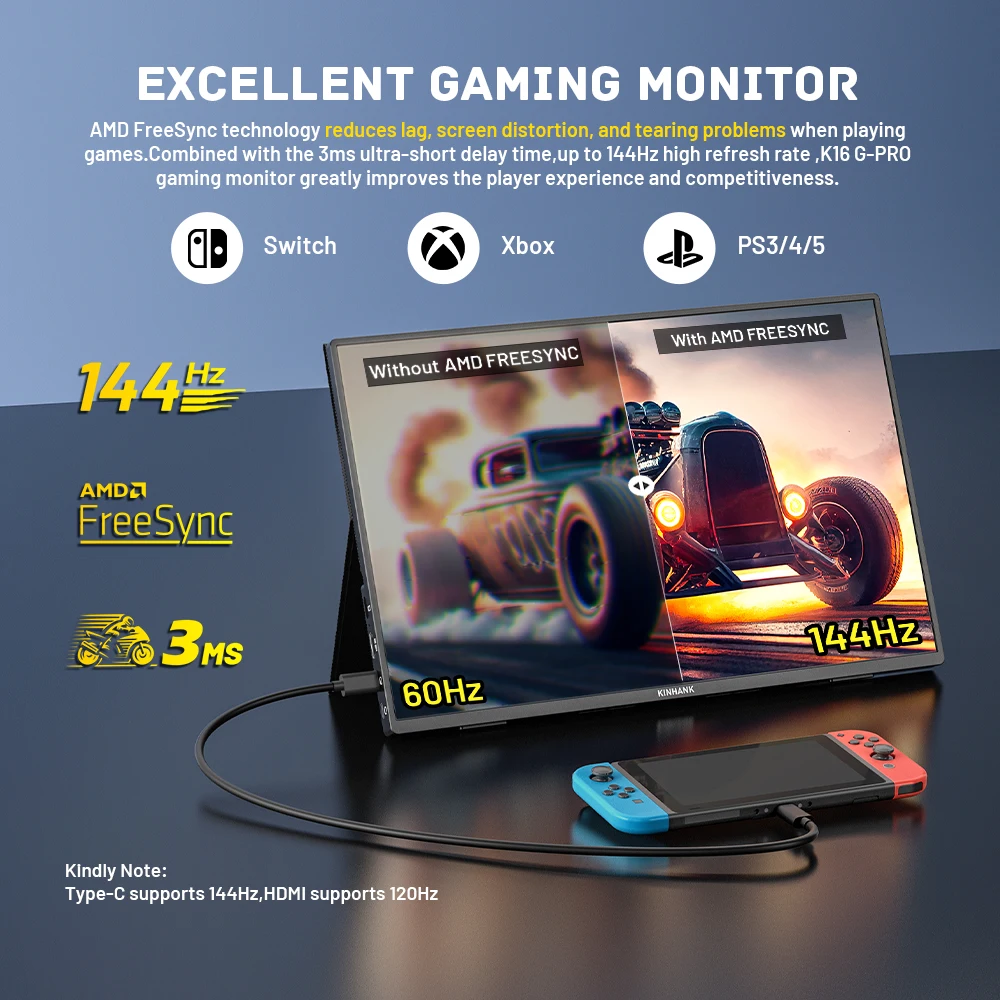 EXCELLENT GAMING MONITOR
AMD FreeSync technology reduces lag, screen distortion, and tearing problems when playing
games.Combined with the 3ms ultra-short delay time,up to 144Hz high refresh rate ,K16 G-PRO
gaming monitor greatly improves the player experience and competitiveness.
Switch
Xbox
PS3/4/5
Without AMD FREESYNC
With AMD FREESYNC
144Hz
AMD
FreeSync
3MS
60Hz
144Hz
KINHANK
Kindly Note:
Type-C supports 144Hz,HDMI supports 120Hz